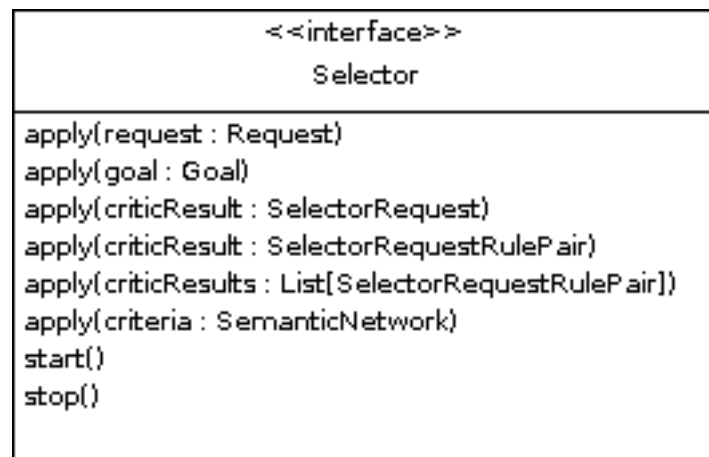 <<interface>>
Selector
apply(request : Request)
apply(goal : Goal)
apply(criticResult : SelectorRequest)
apply(criticResult : SelectorRequestRulePair)
apply(criticResults : List[SelectorRequestRulePair])
apply(criteria : SemanticNetwork)
start()
stop()